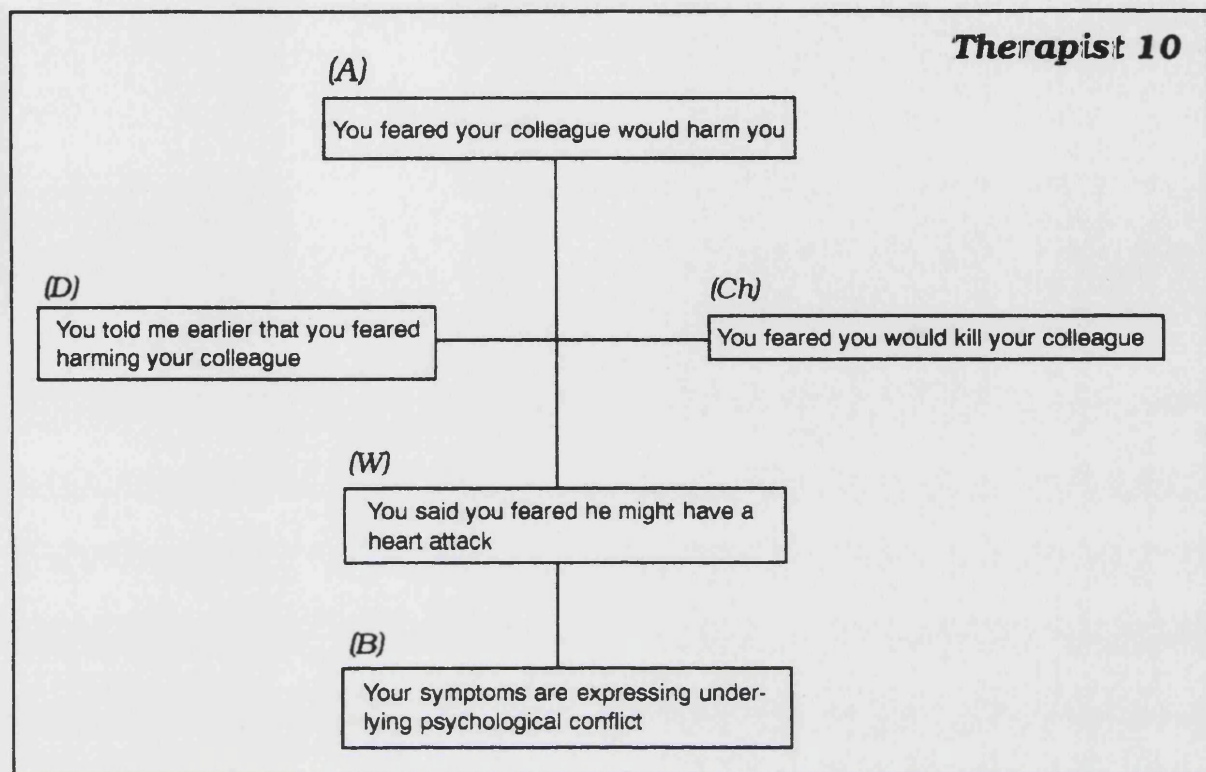 Therapist 10
(A)
You feared your colleague would harm you
(D)
You told me earlier that you feared
harming your colleague
(Ch)
You feared you would kill your colleague
(W)
You said you feared he might have a
heart attack
(B)
Your symptoms are expressing under-
lying psychological conflict